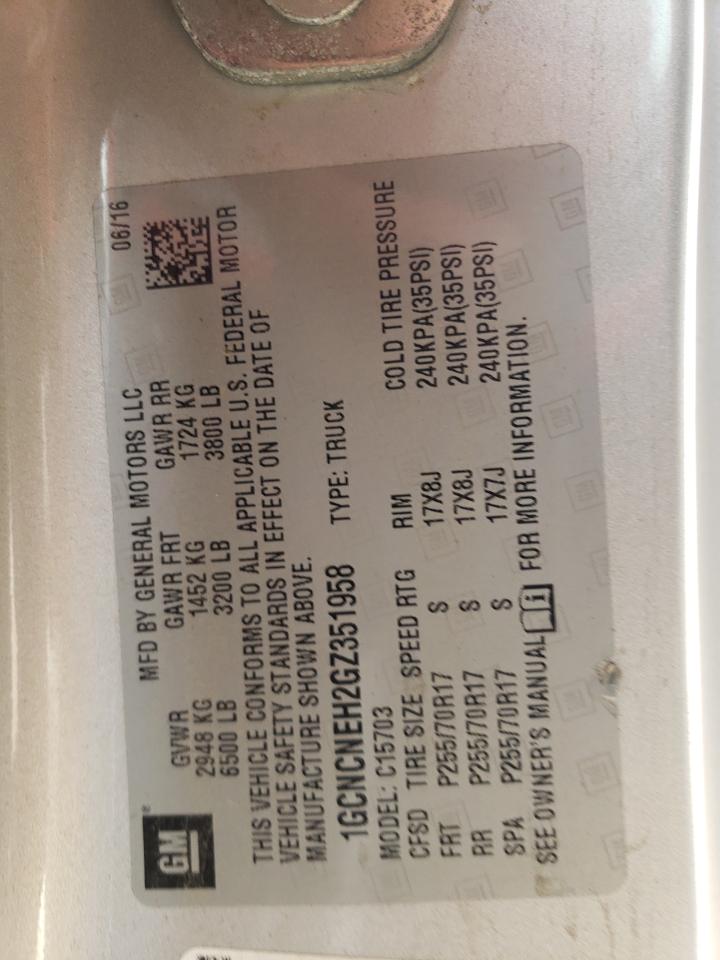 GM
MFD BY GENERAL MOTORS LLC 06/16
GVWR GAWR FRT GAWR RR
2948 KG 1452 KG 1724 KG
6500 LB 3200 LB 3800 LB
THIS VEHICLE CONFORMS TO ALL APPLICABLE U.S. FEDERAL MOTOR
VEHICLE SAFETY STANDARDS IN EFFECT ON THE DATE OF
MANUFACTURE SHOWN ABOVE.
1GCNCNEH2GZ351958 TYPE: TRUCK
MODEL: C15703
CFSD TIRE SIZE SPEED RTG RIM COLD TIRE PRESSURE
FRT P255/70R17 S 17X8J 240KPA(35PSI)
RR P255/70R17 S 17X8J 240KPA(35PSI)
SPA P255/70R17 S 17X7J 240KPA(35PSI)
SEE OWNER'S MANUAL i FOR MORE INFORMATION.